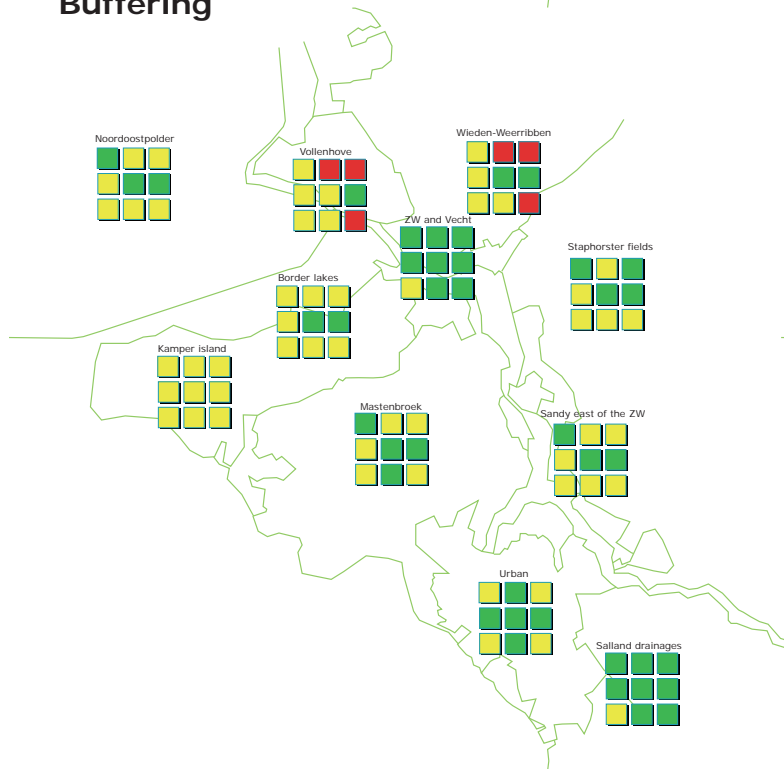 Buffering
Noordoostpolder
Wieden-Weerribben
Vollenhove
ZW and Vecht
Staphorster fields
Border lakes
Kamper island
Mastenbroek
Sandy east of the ZW
Urban
Salland drainages